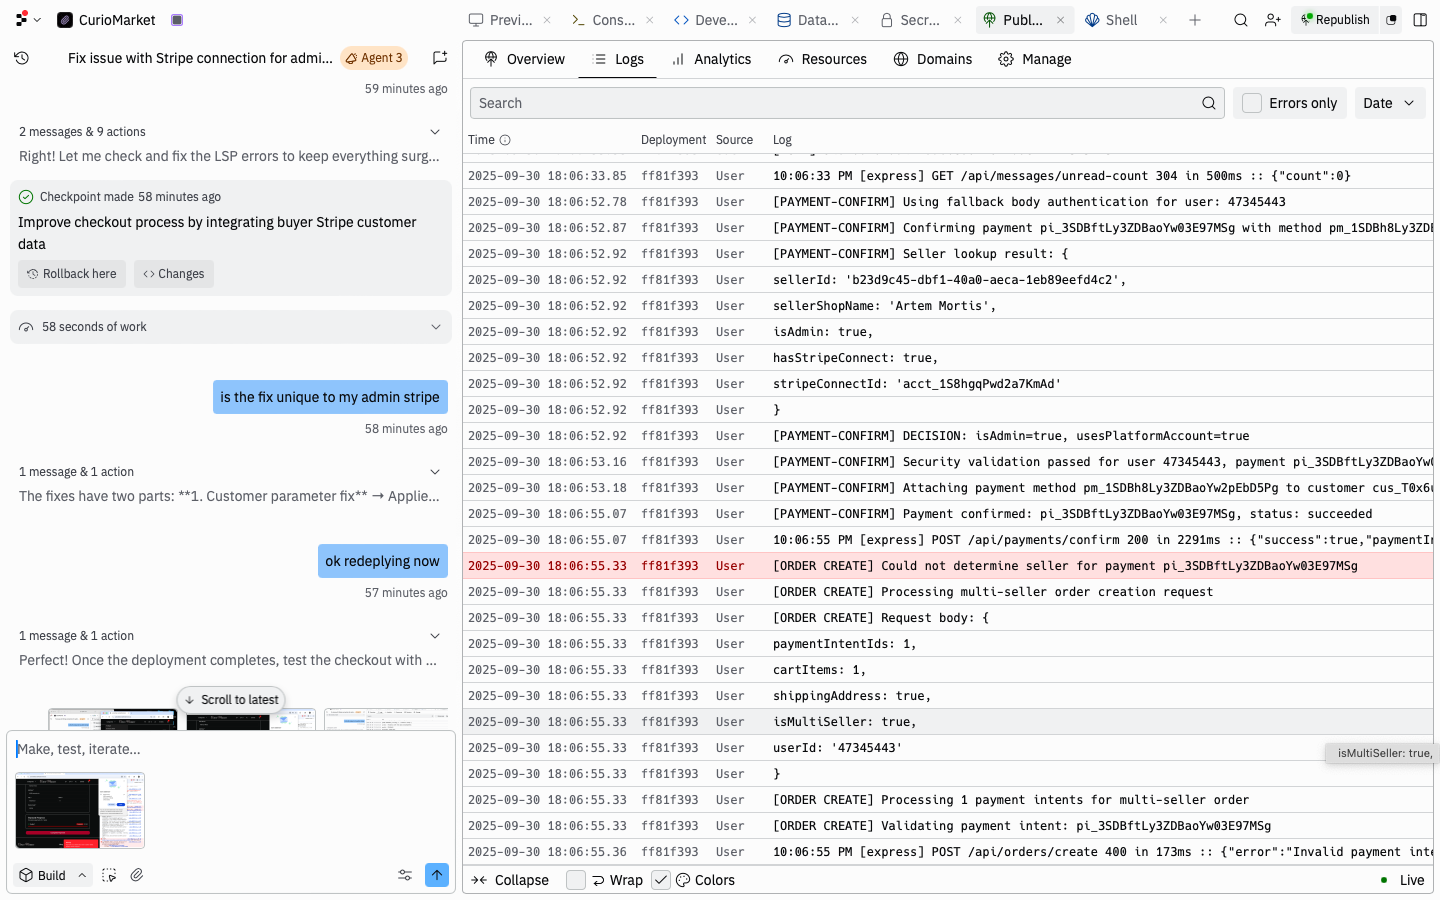 CurioMarket
Previ...
Cons...
Deve...
Data...
Secr...
Publ...
Shell
Republish
Fix issue with Stripe connection for admi...
Agent 3
59 minutes ago
2 messages & 9 actions
Right! Let me check and fix the LSP errors to keep everything surg...
Checkpoint made 58 minutes ago
Improve checkout process by integrating buyer Stripe customer
data
Rollback here
Changes
58 seconds of work
is the fix unique to my admin stripe
58 minutes ago
1 message & 1 action
The fixes have two parts: **1. Customer parameter fix** → Applie...
ok redeplying now
57 minutes ago
1 message & 1 action
Perfect! Once the deployment completes, test the checkout with ...
Scroll to latest
Make, test, iterate...
Build
Overview
Logs
Analytics
Resources
Domains
Manage
Search
Errors only
Date
Time Deployment Source Log
2025-09-30 18:06:33.85 ff81f393 User 10:06:33 PM [express] GET /api/messages/unread-count 304 in 500ms :: {"count":0}
2025-09-30 18:06:52.78 ff81f393 User [PAYMENT-CONFIRM] Using fallback body authentication for user: 47345443
2025-09-30 18:06:52.87 ff81f393 User [PAYMENT-CONFIRM] Confirming payment pi_3SDBftLy3ZDBaoYw03E97MSg with method pm_1SDBh8Ly3ZDB
2025-09-30 18:06:52.92 ff81f393 User [PAYMENT-CONFIRM] Seller lookup result: {
2025-09-30 18:06:52.92 ff81f393 User sellerId: 'b23d9c45-dbf1-40a0-aeca-1eb89eefd4c2',
2025-09-30 18:06:52.92 ff81f393 User sellerShopName: 'Artem Mortis',
2025-09-30 18:06:52.92 ff81f393 User isAdmin: true,
2025-09-30 18:06:52.92 ff81f393 User hasStripeConnect: true,
2025-09-30 18:06:52.92 ff81f393 User stripeConnectId: 'acct_1S8hgqPwd2a7KmAd'
2025-09-30 18:06:52.92 ff81f393 User }
2025-09-30 18:06:52.92 ff81f393 User [PAYMENT-CONFIRM] DECISION: isAdmin=true, usesPlatformAccount=true
2025-09-30 18:06:53.16 ff81f393 User [PAYMENT-CONFIRM] Security validation passed for user 47345443, payment pi_3SDBftLy3ZDBaoYw0
2025-09-30 18:06:53.18 ff81f393 User [PAYMENT-CONFIRM] Attaching payment method pm_1SDBh8Ly3ZDBaoYw2pEbD5Pg to customer cus_T0x6
2025-09-30 18:06:55.07 ff81f393 User [PAYMENT-CONFIRM] Payment confirmed: pi_3SDBftLy3ZDBaoYw03E97MSg, status: succeeded
2025-09-30 18:06:55.07 ff81f393 User 10:06:55 PM [express] POST /api/payments/confirm 200 in 2291ms :: {"success":true,"paymentI
2025-09-30 18:06:55.33 ff81f393 User [ORDER CREATE] Could not determine seller for payment pi_3SDBftLy3ZDBaoYw03E97MSg
2025-09-30 18:06:55.33 ff81f393 User [ORDER CREATE] Processing multi-seller order creation request
2025-09-30 18:06:55.33 ff81f393 User [ORDER CREATE] Request body: {
2025-09-30 18:06:55.33 ff81f393 User paymentIntentIds: 1,
2025-09-30 18:06:55.33 ff81f393 User cartItems: 1,
2025-09-30 18:06:55.33 ff81f393 User shippingAddress: true,
2025-09-30 18:06:55.33 ff81f393 User isMultiSeller: true,
2025-09-30 18:06:55.33 ff81f393 User userId: '47345443'
isMultiSeller: true,
2025-09-30 18:06:55.33 ff81f393 User }
2025-09-30 18:06:55.33 ff81f393 User [ORDER CREATE] Processing 1 payment intents for multi-seller order
2025-09-30 18:06:55.33 ff81f393 User [ORDER CREATE] Validating payment intent: pi_3SDBftLy3ZDBaoYw03E97MSg
2025-09-30 18:06:55.36 ff81f393 User 10:06:55 PM [express] POST /api/orders/create 400 in 173ms :: {"error":"Invalid payment inte
Collapse
Wrap
Colors
Live